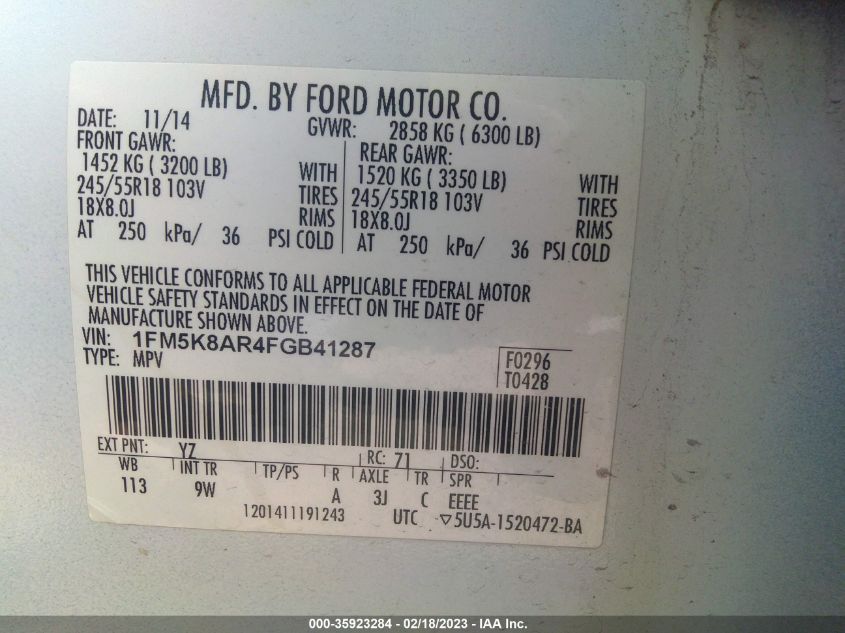 MFD. BY FORD MOTOR CO.
DATE: 11/14 GVWR: 2858 KG ( 6300 LB)
FRONT GAWR: REAR GAWR:
1452 KG ( 3200 LB) WITH 1520 KG ( 3350 LB) WITH
245/55R18 103V TIRES 245/55R18 103V TIRES
18X8.0J RIMS 18X8.0J RIMS
AT 250 kPa/ 36 PSI COLD AT 250 kPa/ 36 PSI COLD
THIS VEHICLE CONFORMS TO ALL APPLICABLE FEDERAL MOTOR
VEHICLE SAFETY STANDARDS IN EFFECT ON THE DATE OF
MANUFACTURE SHOWN ABOVE.
VIN: 1FM5K8AR4FGB41287
TYPE: MPV F0296
T0428
EXT PNT: YZ RC: 71 DSO:
WB INT TR TP/PS R AXLE TR SPR
113 9W A 3J C EEEE
1201411191243 UTC ▽5U5A-1520472-BA
000-35923284 - 02/18/2023 - IAA Inc.